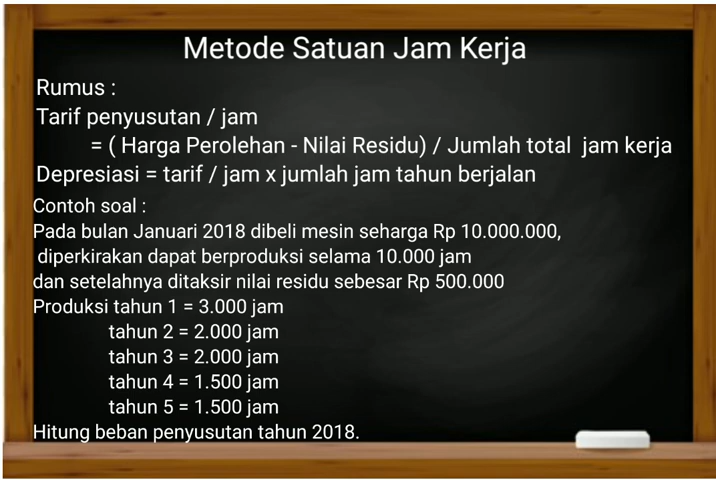 Metode Satuan Jam Kerja
Rumus :
Tarif penyusutan / jam
= ( Harga Perolehan - Nilai Residu) / Jumlah total jam kerja
Depresiasi = tarif / jam x jumlah jam tahun berjalan
Contoh soal :
Pada bulan Januari 2018 dibeli mesin seharga Rp 10.000.000,
diperkirakan dapat berproduksi selama 10.000 jam
dan setelahnya ditaksir nilai residu sebesar Rp 500.000
Produksi tahun 1 = 3.000 jam
tahun 2 = 2.000 jam
tahun 3 = 2.000 jam
tahun 4 = 1.500 jam
tahun 5 = 1.500 jam
Hitung beban penyusutan tahun 2018.